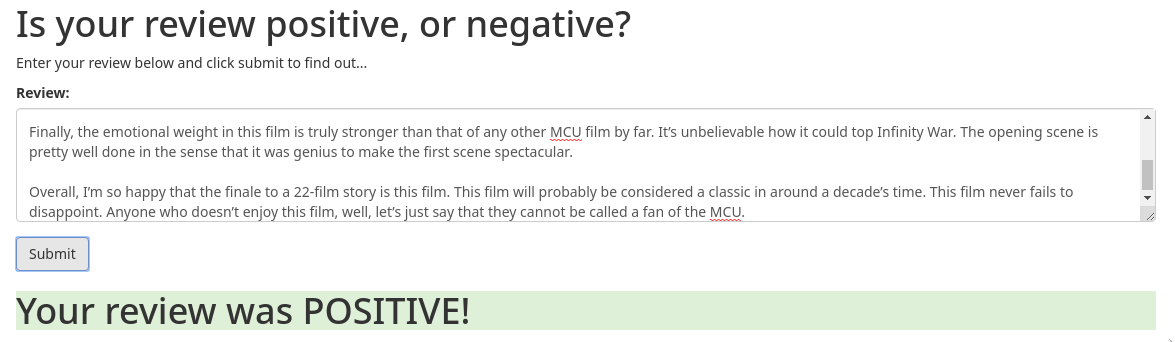 Is your review positive, or negative?
Enter your review below and click submit to find out...
Review:
Finally, the emotional weight in this film is truly stronger than that of any other MCU film by far. It’s unbelievable how it could top Infinity War. The opening scene is
pretty well done in the sense that it was genius to make the first scene spectacular.
Overall, I’m so happy that the finale to a 22-film story is this film. This film will probably be considered a classic in around a decade’s time. This film never fails to
disappoint. Anyone who doesn’t enjoy this film, well, let’s just say that they cannot be called a fan of the MCU.
Submit
Your review was POSITIVE!